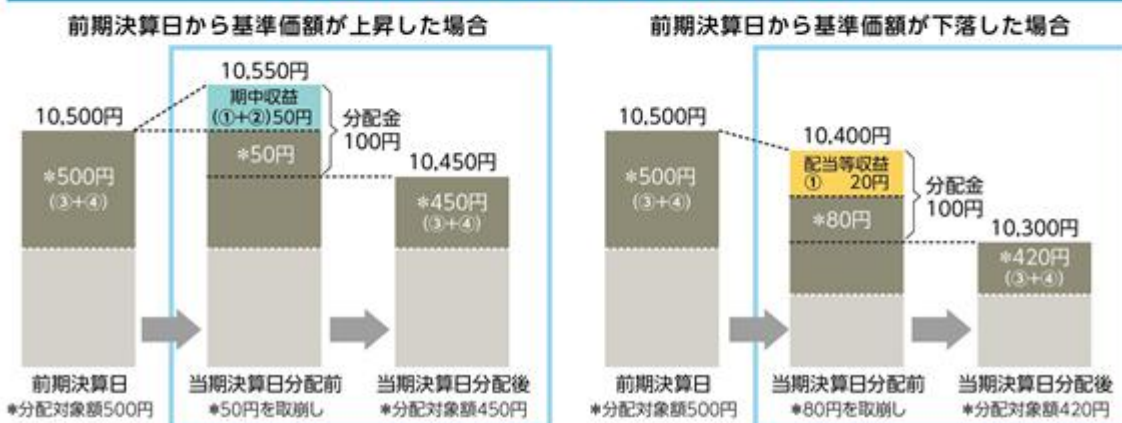 前期決算日から基準価額が上昇した場合
10,500円
*500円
(③+④)
10,550円
期中収益
(①+②)50円
*50円
分配金
100円
10,450円
*450円
(③+④)
前期決算日
*分配対象額500円
当期決算日分配前
*50円を取崩し
当期決算日分配後
*分配対象額450円
前期決算日から基準価額が下落した場合
10,500円
*500円
(③+④)
10,400円
配当等収益
① 20円
*80円
分配金
100円
10,300円
*420円
(③+④)
前期決算日
*分配対象額500円
当期決算日分配前
*80円を取崩し
当期決算日分配後
*分配対象額420円